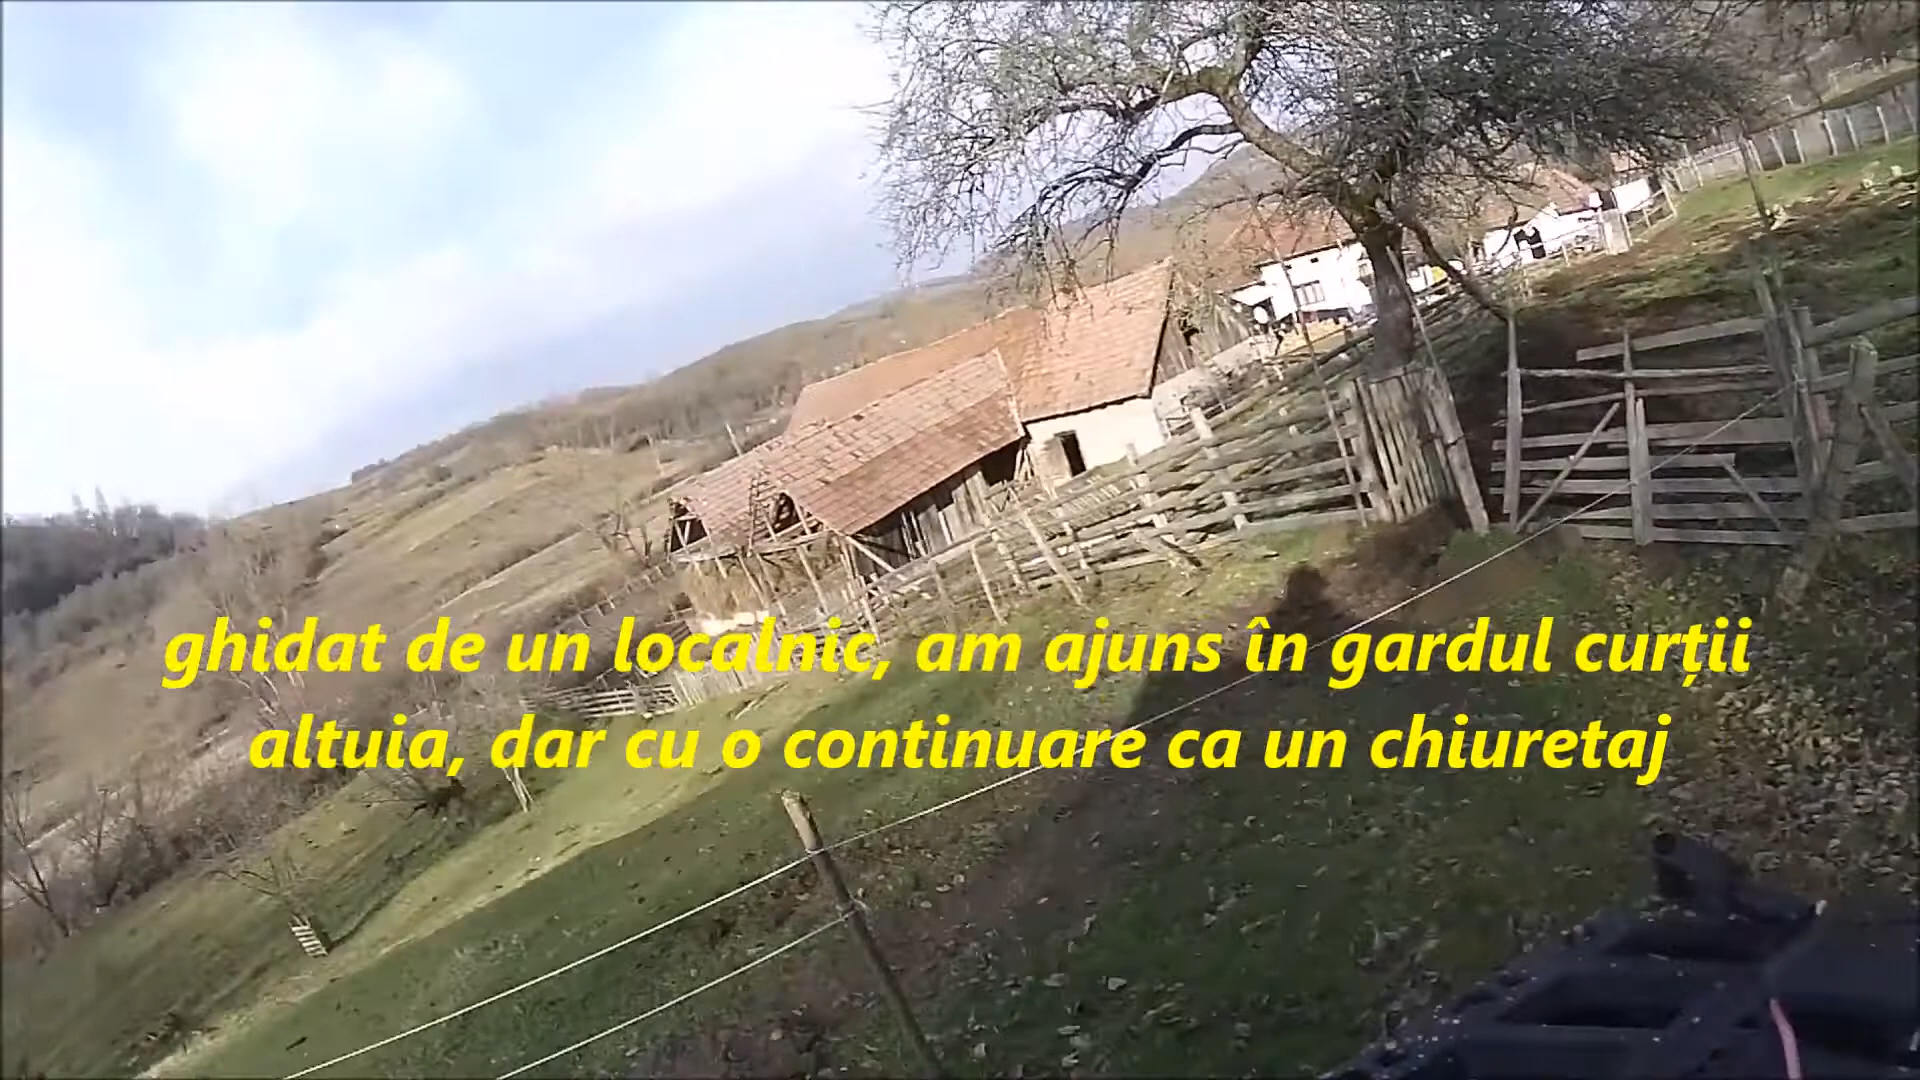 ghidat de un localnic, am ajuns în gardul curții
altuia, dar cu o continuare ca un chiuretaj